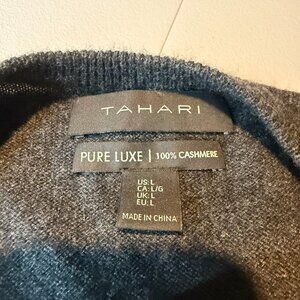 TAHARI
PURE LUXE | 100% CASHMERE
US:L
CA:L/G
UK:L
EU:L
MADE IN CHINA